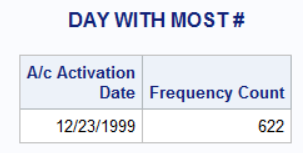 DAY WITH MOST #
A/c Activation
Date Frequency Count
12/23/1999 622